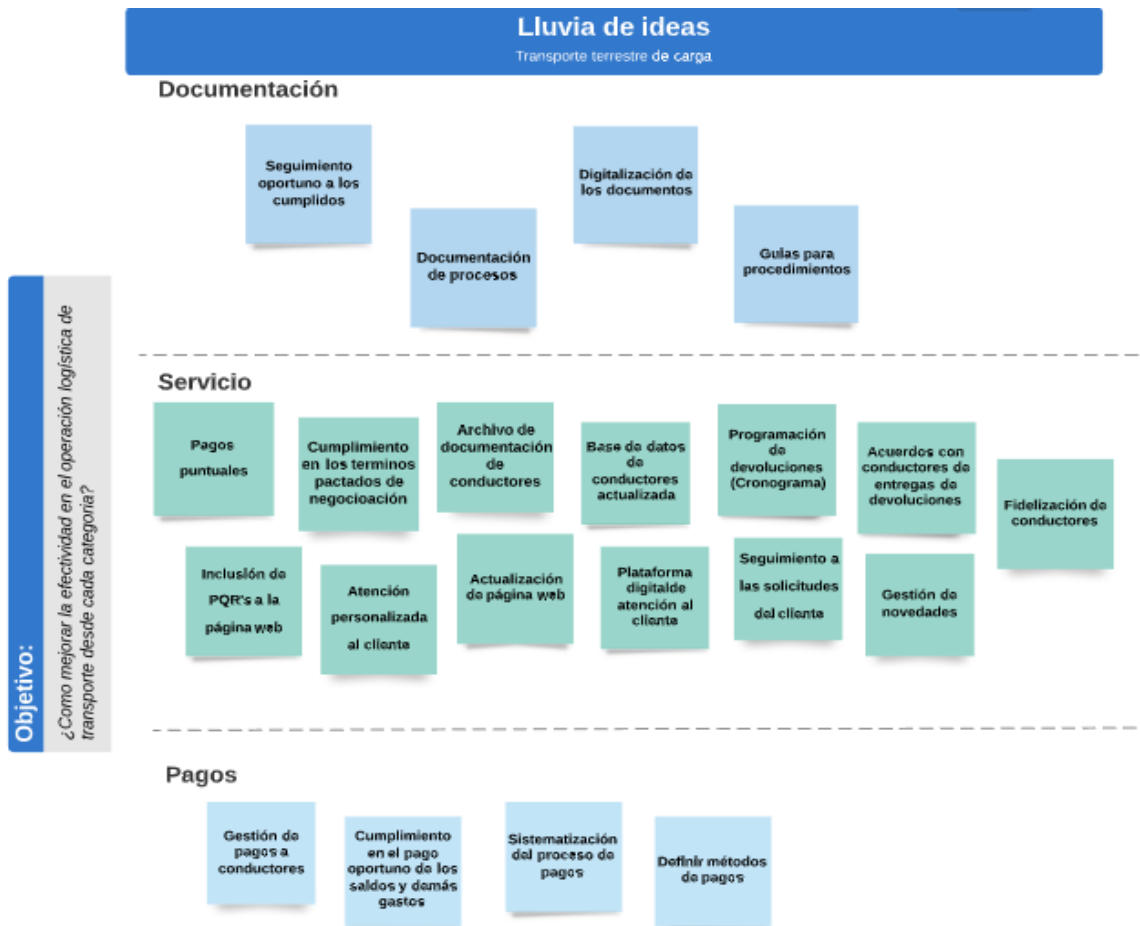 Lluvia de ideas
Transporte terrestre de carga
Documentación
Seguimiento
oportuno a los
cumplidos
Documentación
de procesos
Digitalización de
los documentos
Guías para
procedimientos
Objetivo:
¿Como mejorar la efectividad en el operación logística de
transporte desde cada categoria?
Servicio
Pagos
puntuales
Cumplimiento
en los terminos
pactados de
negocioación
Archivo de
documentación
de
conductores
Base de datos
de
conductores
actualizada
Programación
de
devoluciones
(Cronograma)
Acuerdos con
conductores de
entregas de
devoluciones
Fidelización de
conductores
Inclusión de
PQR's a la
página web
Atención
personalizada
al cliente
Actualización
de página web
Plataforma
digitalde
atención al
cliente
Seguimiento a
las solicitudes
del cliente
Gestión de
novedades
Pagos
Gestión de
pagos a
conductores
Cumplimiento
en el pago
oportuno de los
saldos y demás
gastos
Sistematización
del proceso de
pagos
Definir métodos
de pagos